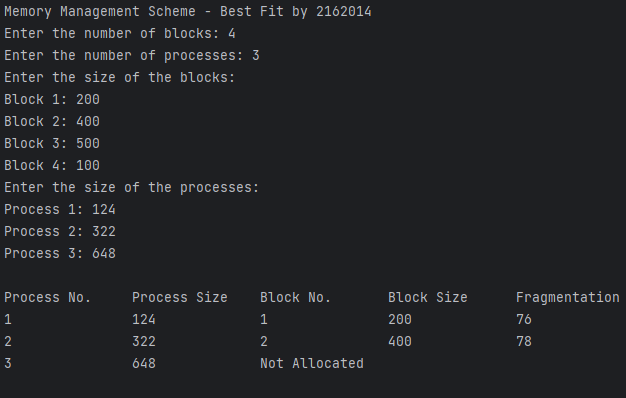 Memory Management Scheme - Best Fit by 2162014
Enter the number of blocks: 4
Enter the number of processes: 3
Enter the size of the blocks:
Block 1: 200
Block 2: 400
Block 3: 500
Block 4: 100
Enter the size of the processes:
Process 1: 124
Process 2: 322
Process 3: 648
Process No. Process Size Block No. Block Size Fragmentation
1 124 1 200 76
2 322 2 400 78
3 648 Not Allocated